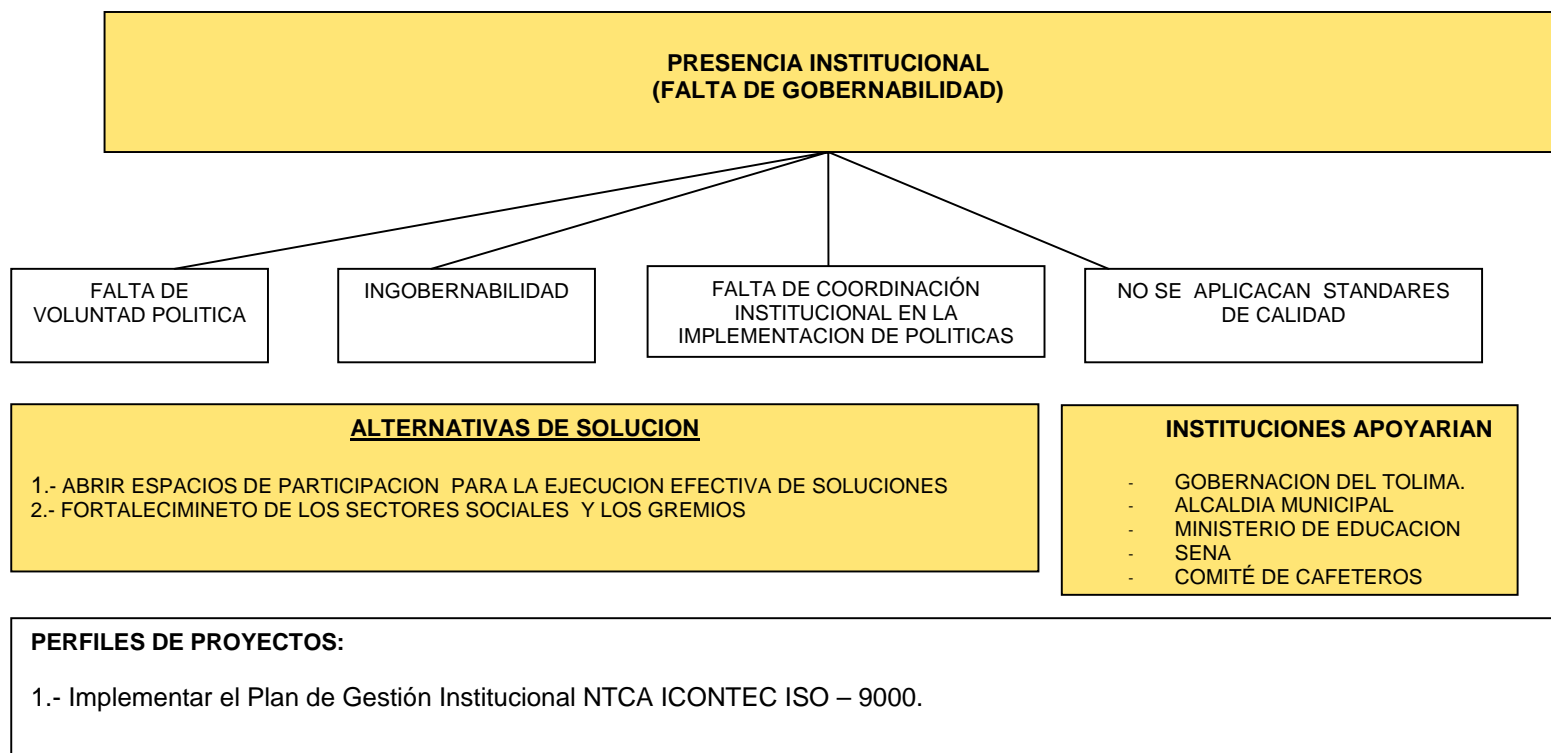 PRESENCIA INSTITUCIONAL
(FALTA DE GOBERNABILIDAD)
FALTA DE
VOLUNTAD POLITICA
INGOBERNABILIDAD
FALTA DE COORDINACIÓN
INSTITUCIONAL EN LA
IMPLEMENTACION DE POLITICAS
NO SE APLICACAN STANDARES
DE CALIDAD
ALTERNATIVAS DE SOLUCION
1.- ABRIR ESPACIOS DE PARTICIPACION PARA LA EJECUCION EFECTIVA DE SOLUCIONES
2.- FORTALECIMINETO DE LOS SECTORES SOCIALES Y LOS GREMIOS
INSTITUCIONES APOYARIAN
- GOBERNACION DEL TOLIMA.
- ALCALDIA MUNICIPAL
- MINISTERIO DE EDUCACION
- SENA
- COMITÉ DE CAFETEROS
PERFILES DE PROYECTOS:
1.- Implementar el Plan de Gestión Institucional NTCA ICONTEC ISO – 9000.